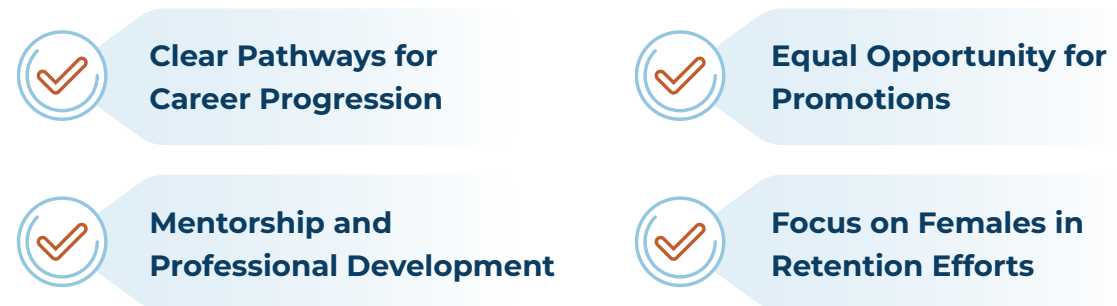 Clear Pathways for
Career Progression
Equal Opportunity for
Promotions
Mentorship and
Professional Development
Focus on Females in
Retention Efforts